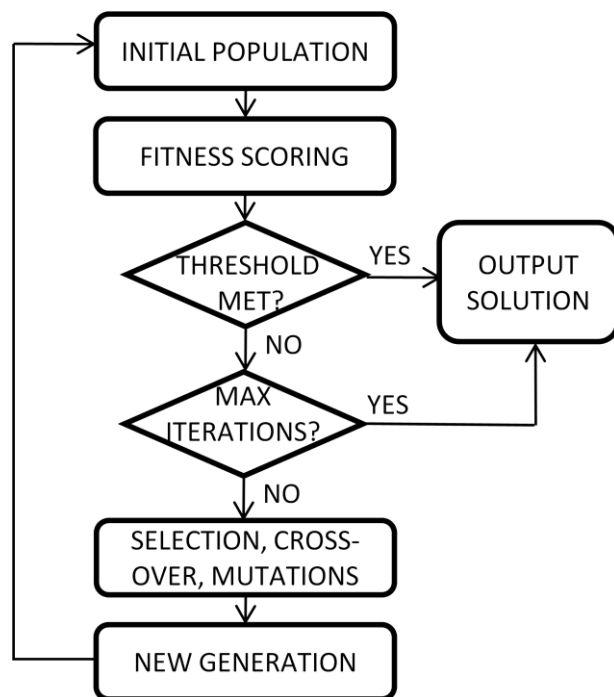 INITIAL POPULATION
FITNESS SCORING
THRESHOLD
MET?
YES
OUTPUT
SOLUTION
NO
MAX
ITERATIONS?
YES
NO
SELECTION, CROSS-
OVER, MUTATIONS
NEW GENERATION